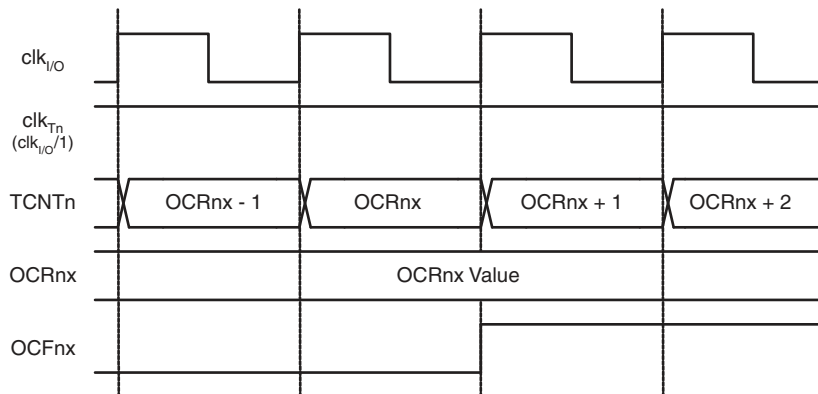 clkI/O
clkTn
(clkI/O/1)
TCNTn OCRnx - 1 OCRnx OCRnx + 1 OCRnx + 2
OCRnx OCRnx Value
OCFnx